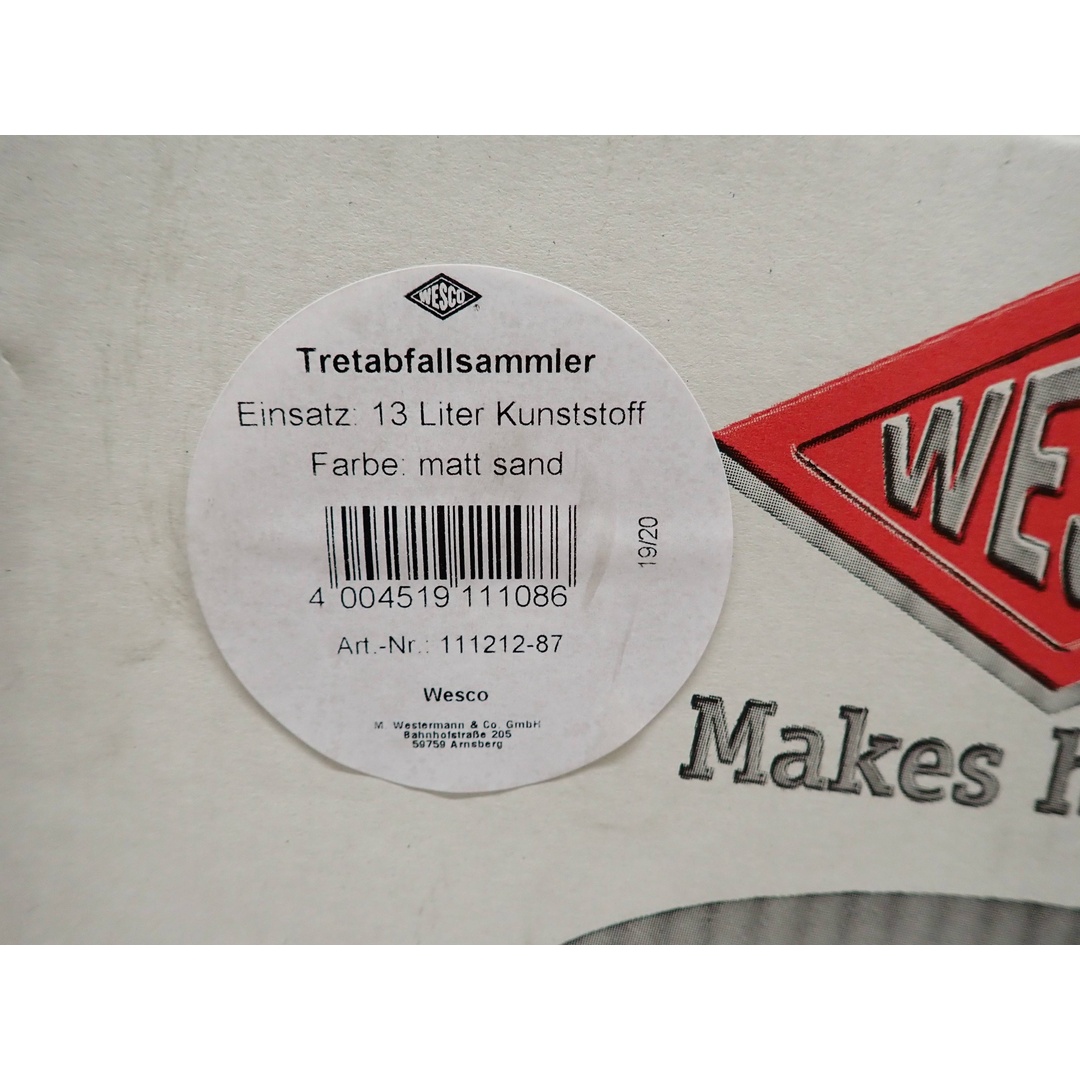 WESCO
Tretabfallsammler
Einsatz: 13 Liter Kunststoff
Farbe: matt sand
19/20
4 004519 111086
Art.-Nr.: 111212-87
Wesco
M. Westermann & Co. GmbH
Bahnhofstraße 205
59759 Arnsberg
WES
Makes